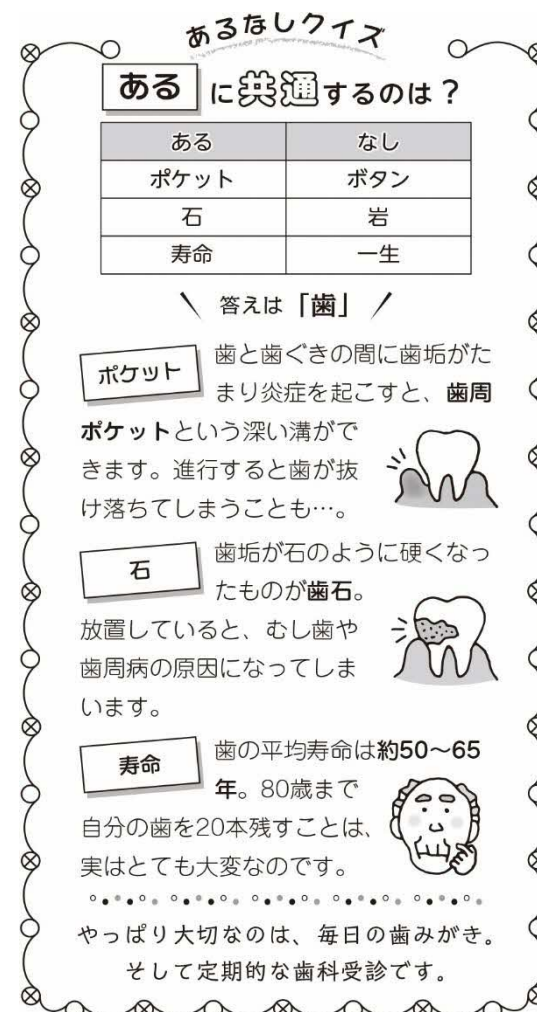 あるなしクイズ
ある に共通するのは？
ある なし
ポケット ボタン
石 岩
寿命 一生
答えは「歯」
ポケット
歯と歯ぐきの間に歯垢がた
まり炎症を起こすと、歯周
ポケットという深い溝がで
きます。進行すると歯が抜
け落ちてしまうことも…。
石
歯垢が石のように硬くなっ
たものが歯石。
放置していると、むし歯や
歯周病の原因になってしま
います。
寿命
歯の平均寿命は約50〜65
年。80歳まで
自分の歯を20本残すことは、
実はとても大変なのです。
やっぱり大切なのは、毎日の歯みがき。
そして定期的な歯科受診です。